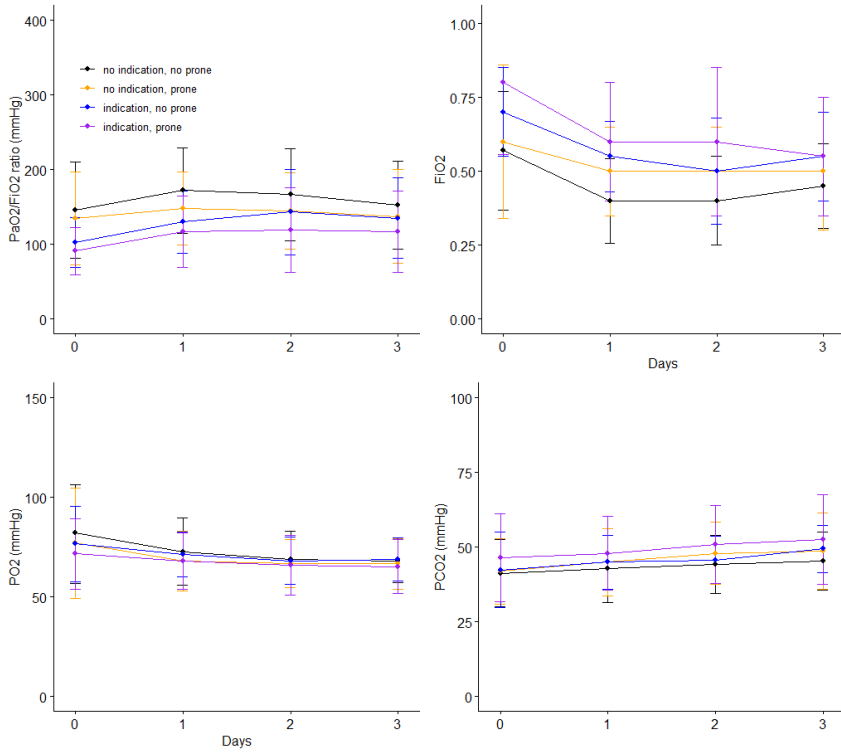 PaO2/FiO2 ratio (mmHg)
400
300
200
100
0
no indication, no prone
no indication, prone
indication, no prone
indication, prone
0 1 2 3
FiO2
1.00
0.75
0.50
0.25
0.00
0 1 2 3
Days
PO2 (mmHg)
150
100
50
0
0 1 2 3
Days
PCO2 (mmHg)
100
75
50
25
0
0 1 2 3